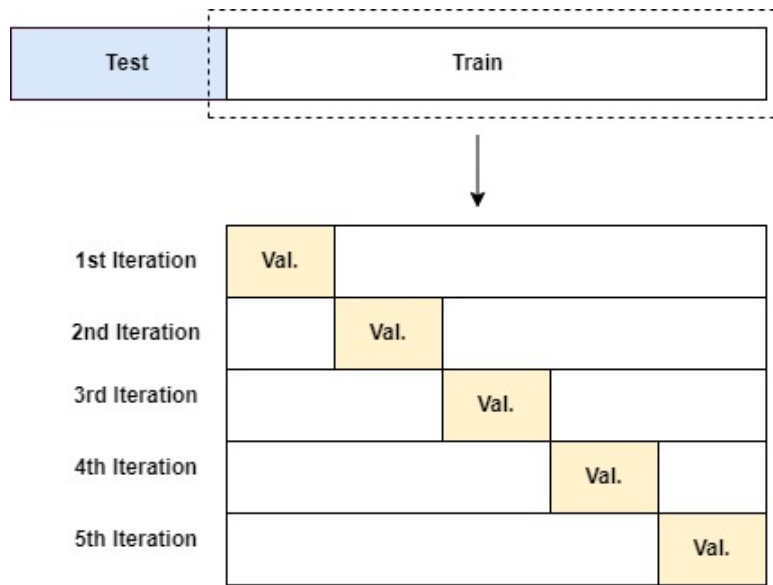 Test
Train
1st Iteration
Val.
2nd Iteration
Val.
3rd Iteration
Val.
4th Iteration
Val.
5th Iteration
Val.